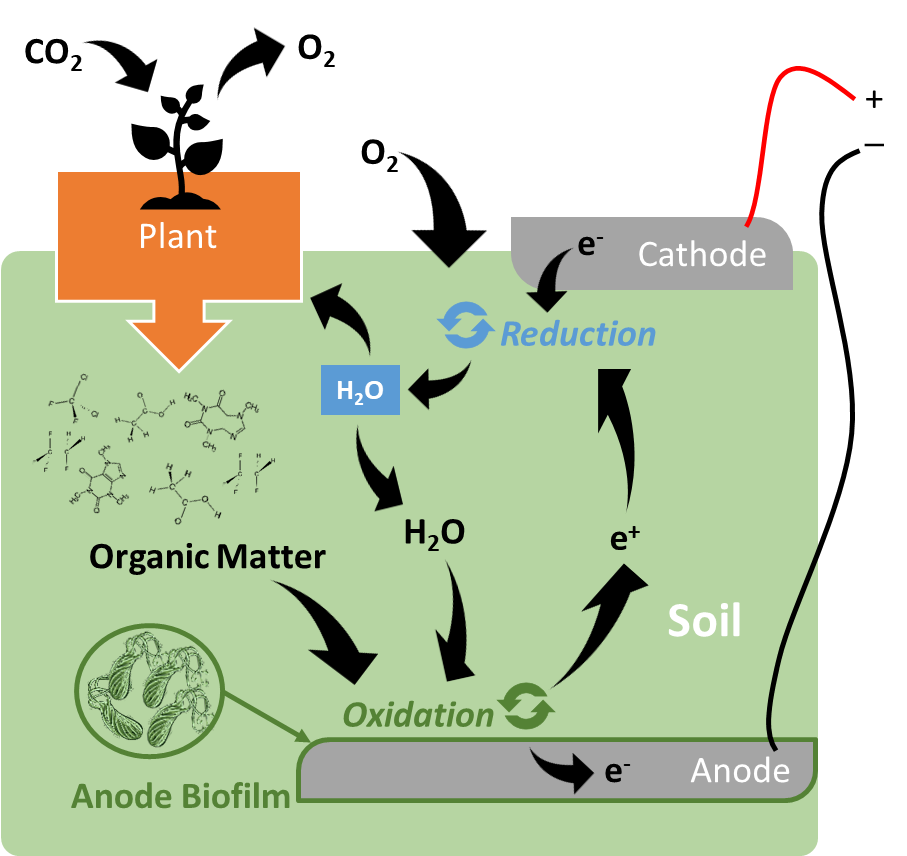 CO₂
O₂
+
−
O₂
Plant
e⁻
Cathode
Reduction
H₂O
H₂O
e⁺
Organic Matter
Soil
Oxidation
e⁻
Anode
Anode Biofilm